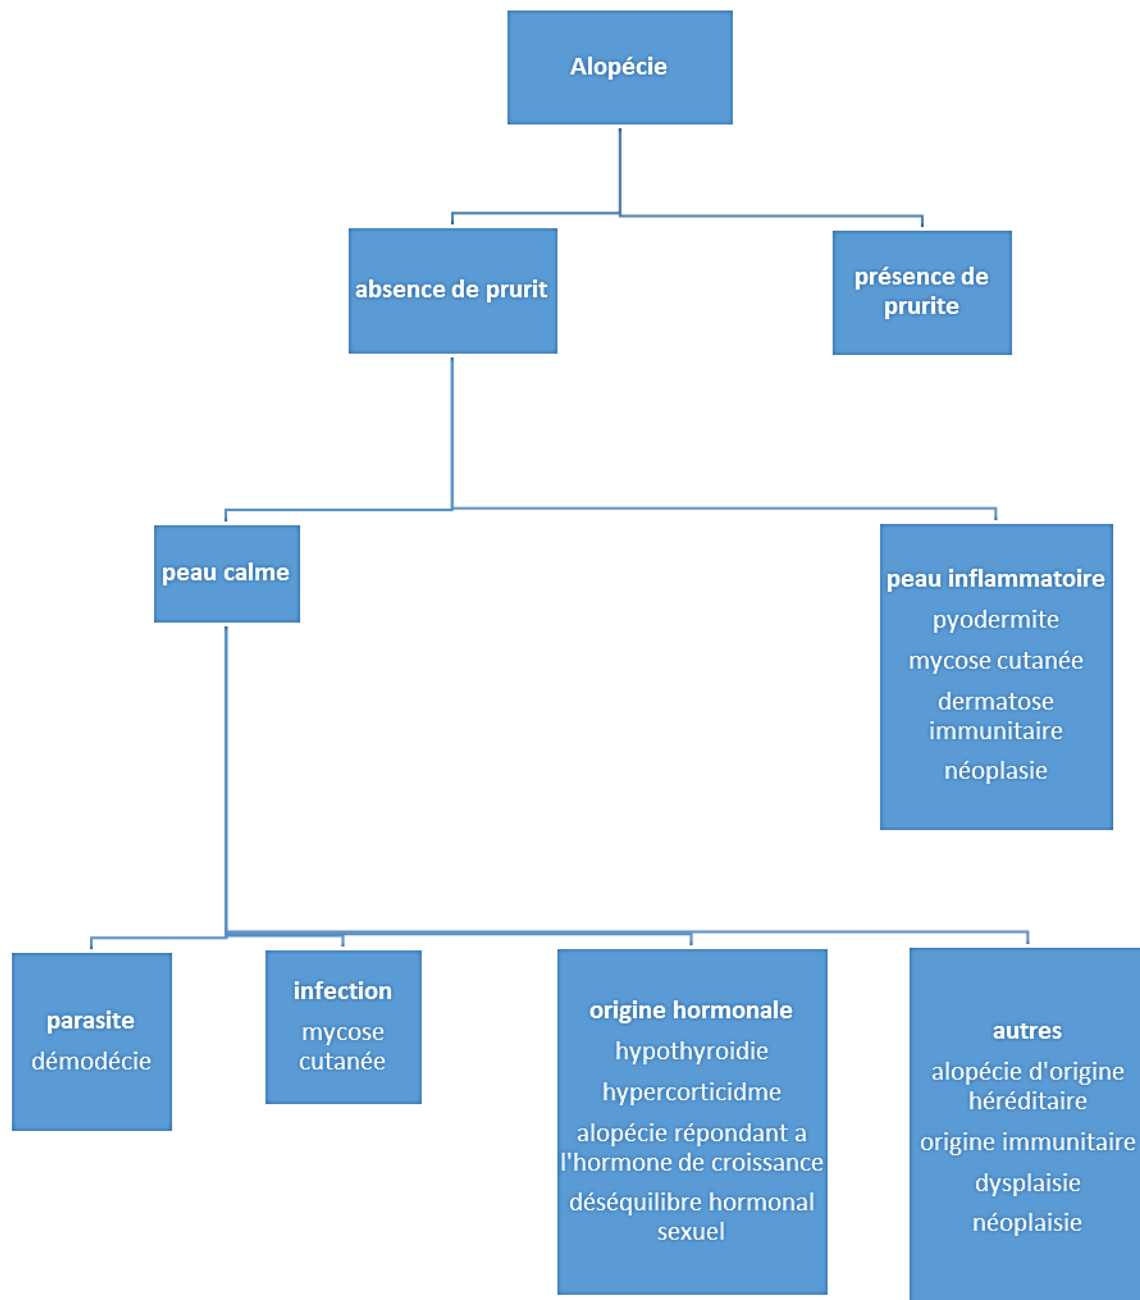 Alopécie
absence de prurit
présence de
prurite
peau calme
peau inflammatoire
pyodermite
mycose cutanée
dermatose
immunitaire
néoplasie
parasite
démodécie
infection
mycose
cutanée
origine hormonale
hypothyroidie
hypercorticidme
alopécie répondant a
l'hormone de croissance
déséquilibre hormonal
sexuel
autres
alopécie d'origine
héréditaire
origine immunitaire
dysplaisie
néoplaisie